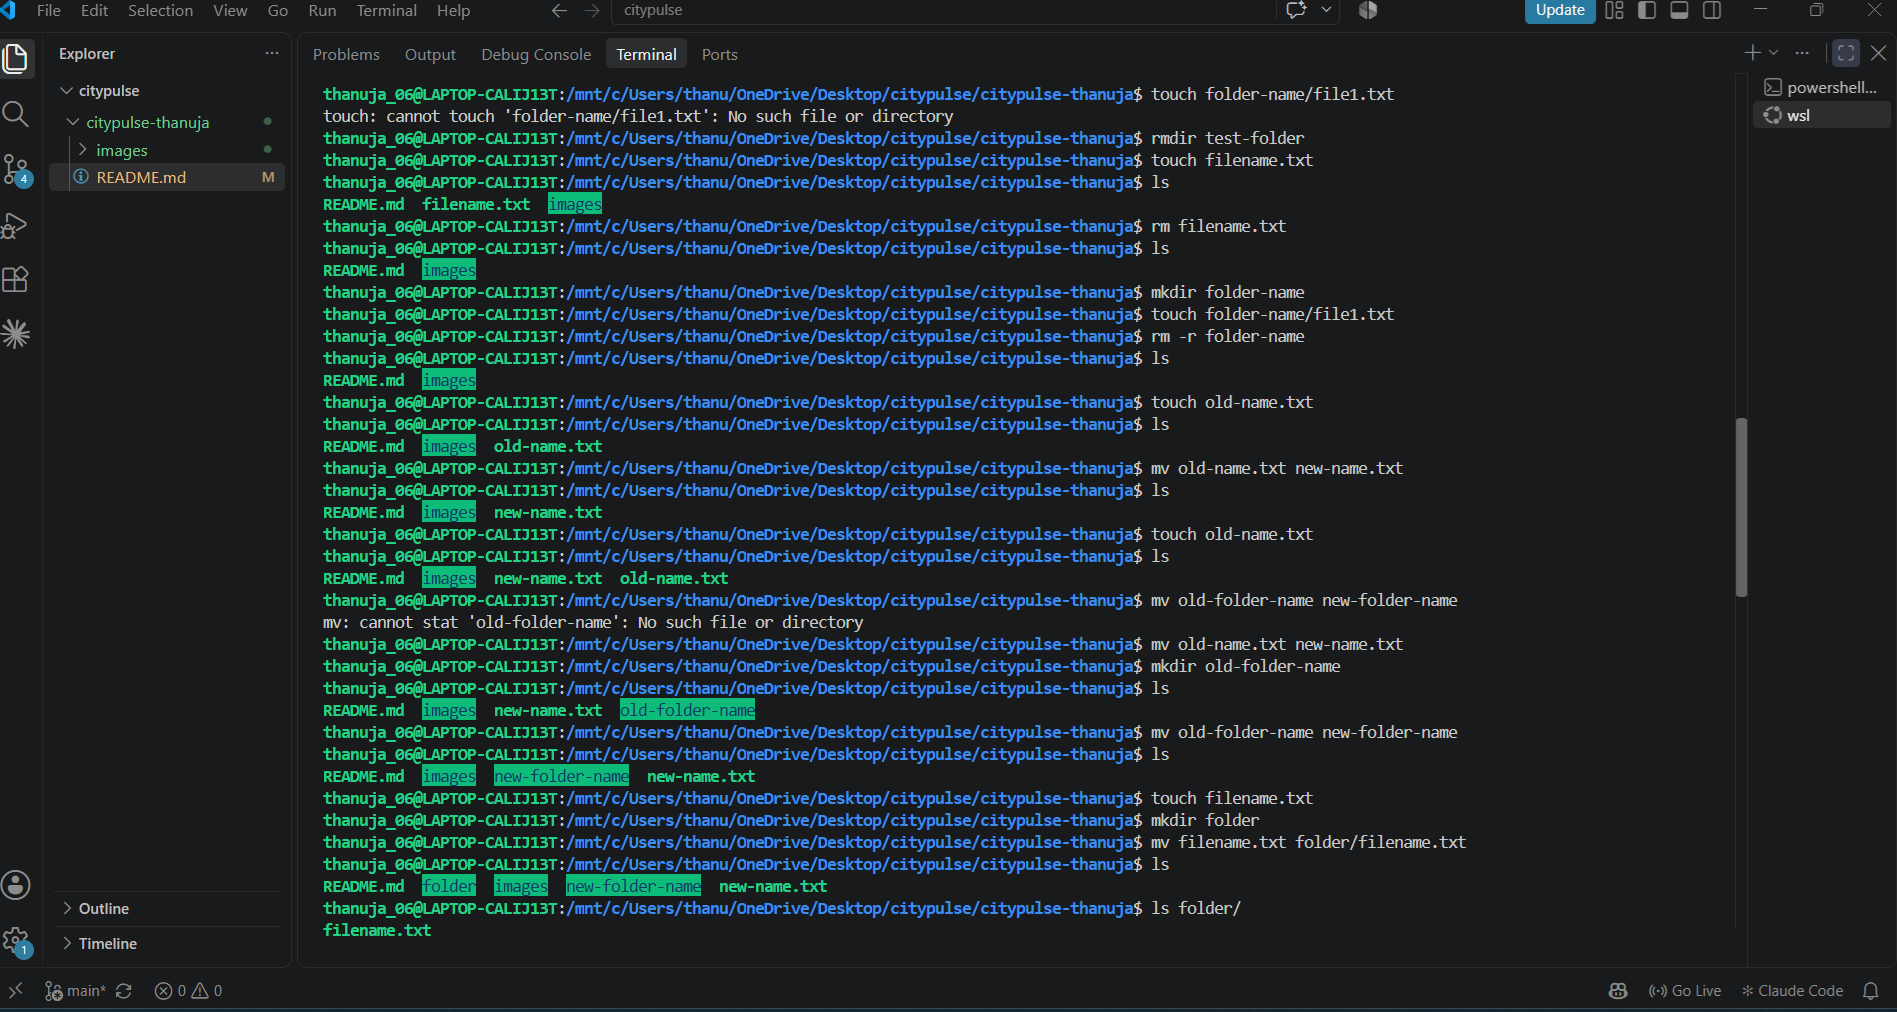 File Edit Selection View Go Run Terminal Help
citypulse
Update
Explorer
citypulse
citypulse-thanuja
images
README.md M
4
Outline
Timeline
1
Problems Output Debug Console Terminal Ports
powershell...
wsl
thanuja_06@LAPTOP-CALIJ13T:/mnt/c/Users/thanu/OneDrive/Desktop/citypulse/citypulse-thanuja$ touch folder-name/file1.txt
touch: cannot touch 'folder-name/file1.txt': No such file or directory
thanuja_06@LAPTOP-CALIJ13T:/mnt/c/Users/thanu/OneDrive/Desktop/citypulse/citypulse-thanuja$ rmdir test-folder
thanuja_06@LAPTOP-CALIJ13T:/mnt/c/Users/thanu/OneDrive/Desktop/citypulse/citypulse-thanuja$ touch filename.txt
thanuja_06@LAPTOP-CALIJ13T:/mnt/c/Users/thanu/OneDrive/Desktop/citypulse/citypulse-thanuja$ ls
README.md filename.txt images
thanuja_06@LAPTOP-CALIJ13T:/mnt/c/Users/thanu/OneDrive/Desktop/citypulse/citypulse-thanuja$ rm filename.txt
thanuja_06@LAPTOP-CALIJ13T:/mnt/c/Users/thanu/OneDrive/Desktop/citypulse/citypulse-thanuja$ ls
README.md images
thanuja_06@LAPTOP-CALIJ13T:/mnt/c/Users/thanu/OneDrive/Desktop/citypulse/citypulse-thanuja$ mkdir folder-name
thanuja_06@LAPTOP-CALIJ13T:/mnt/c/Users/thanu/OneDrive/Desktop/citypulse/citypulse-thanuja$ touch folder-name/file1.txt
thanuja_06@LAPTOP-CALIJ13T:/mnt/c/Users/thanu/OneDrive/Desktop/citypulse/citypulse-thanuja$ rm -r folder-name
thanuja_06@LAPTOP-CALIJ13T:/mnt/c/Users/thanu/OneDrive/Desktop/citypulse/citypulse-thanuja$ ls
README.md images
thanuja_06@LAPTOP-CALIJ13T:/mnt/c/Users/thanu/OneDrive/Desktop/citypulse/citypulse-thanuja$ touch old-name.txt
thanuja_06@LAPTOP-CALIJ13T:/mnt/c/Users/thanu/OneDrive/Desktop/citypulse/citypulse-thanuja$ ls
README.md images old-name.txt
thanuja_06@LAPTOP-CALIJ13T:/mnt/c/Users/thanu/OneDrive/Desktop/citypulse/citypulse-thanuja$ mv old-name.txt new-name.txt
thanuja_06@LAPTOP-CALIJ13T:/mnt/c/Users/thanu/OneDrive/Desktop/citypulse/citypulse-thanuja$ ls
README.md images new-name.txt
thanuja_06@LAPTOP-CALIJ13T:/mnt/c/Users/thanu/OneDrive/Desktop/citypulse/citypulse-thanuja$ touch old-name.txt
thanuja_06@LAPTOP-CALIJ13T:/mnt/c/Users/thanu/OneDrive/Desktop/citypulse/citypulse-thanuja$ ls
README.md images new-name.txt old-name.txt
thanuja_06@LAPTOP-CALIJ13T:/mnt/c/Users/thanu/OneDrive/Desktop/citypulse/citypulse-thanuja$ mv old-folder-name new-folder-name
mv: cannot stat 'old-folder-name': No such file or directory
thanuja_06@LAPTOP-CALIJ13T:/mnt/c/Users/thanu/OneDrive/Desktop/citypulse/citypulse-thanuja$ mv old-name.txt new-name.txt
thanuja_06@LAPTOP-CALIJ13T:/mnt/c/Users/thanu/OneDrive/Desktop/citypulse/citypulse-thanuja$ mkdir old-folder-name
thanuja_06@LAPTOP-CALIJ13T:/mnt/c/Users/thanu/OneDrive/Desktop/citypulse/citypulse-thanuja$ ls
README.md images new-name.txt old-folder-name
thanuja_06@LAPTOP-CALIJ13T:/mnt/c/Users/thanu/OneDrive/Desktop/citypulse/citypulse-thanuja$ mv old-folder-name new-folder-name
thanuja_06@LAPTOP-CALIJ13T:/mnt/c/Users/thanu/OneDrive/Desktop/citypulse/citypulse-thanuja$ ls
README.md images new-folder-name new-name.txt
thanuja_06@LAPTOP-CALIJ13T:/mnt/c/Users/thanu/OneDrive/Desktop/citypulse/citypulse-thanuja$ touch filename.txt
thanuja_06@LAPTOP-CALIJ13T:/mnt/c/Users/thanu/OneDrive/Desktop/citypulse/citypulse-thanuja$ mkdir folder
thanuja_06@LAPTOP-CALIJ13T:/mnt/c/Users/thanu/OneDrive/Desktop/citypulse/citypulse-thanuja$ mv filename.txt folder/filename.txt
thanuja_06@LAPTOP-CALIJ13T:/mnt/c/Users/thanu/OneDrive/Desktop/citypulse/citypulse-thanuja$ ls
README.md folder images new-folder-name new-name.txt
thanuja_06@LAPTOP-CALIJ13T:/mnt/c/Users/thanu/OneDrive/Desktop/citypulse/citypulse-thanuja$ ls folder/
filename.txt
main* 0 0
Go Live Claude Code